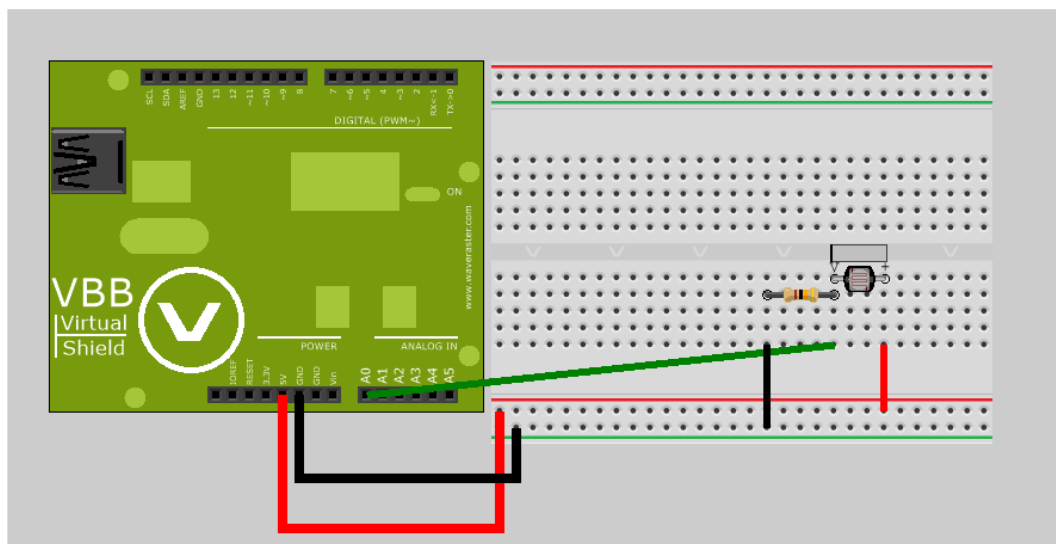 SCL SDA AREF GND 13 12 ~11 ~10 ~9 8 7 ~6 ~5 4 ~3 2 RX<-1 TX->0
DIGITAL (PWM~)
ON
www.waveraster.com
VBB
Virtual
Shield
V
POWER
ANALOG IN
IOREF RESET 3.3V 5V GND GND Vin A0 A1 A2 A3 A4 A5